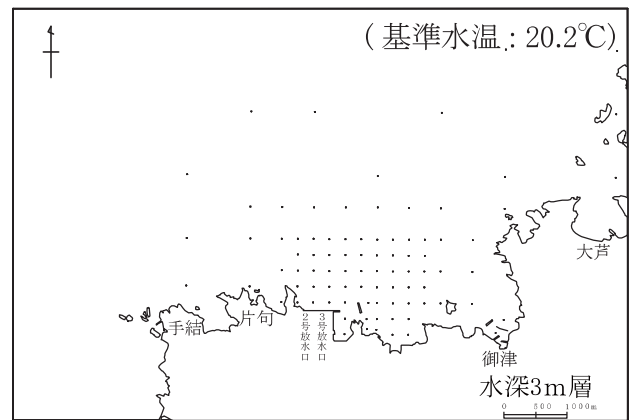 (基準水温:20.2℃)
大芦
手結
片句
2号放水口
3号放水口
御津
水深3m層
0 500 1000m